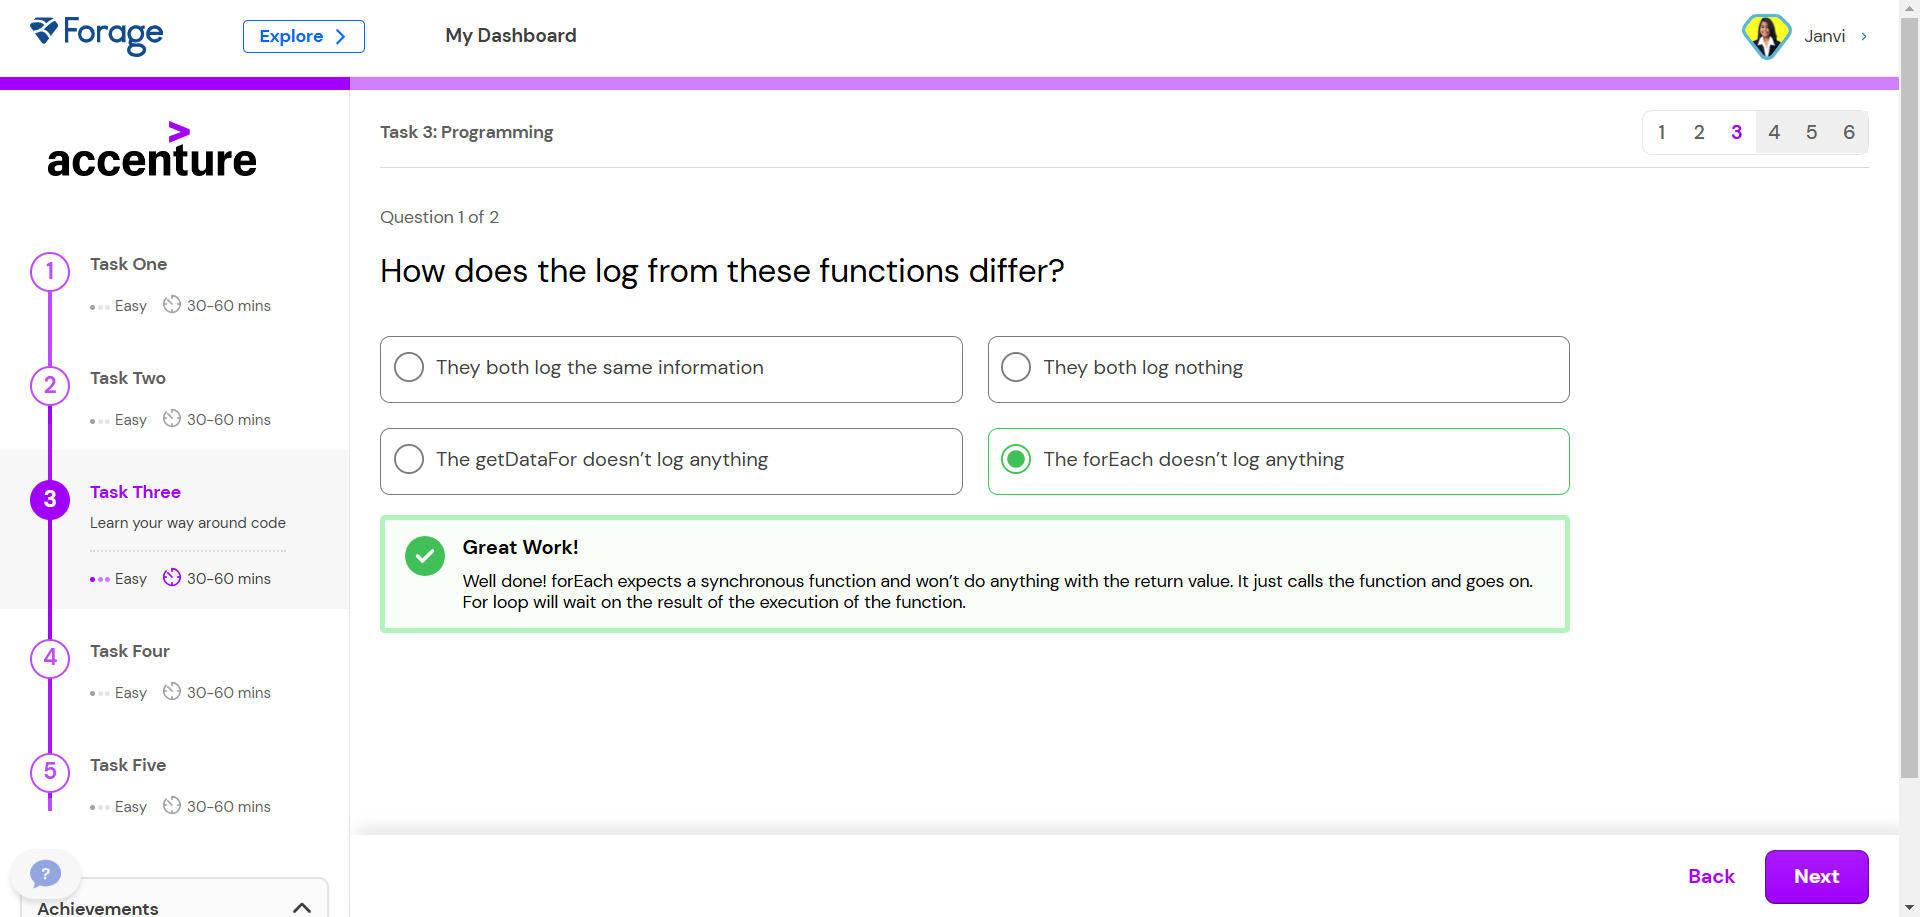 Forage
Explore
My Dashboard
Janvi
accenture
Task 3: Programming
1 2 3 4 5 6
Question 1 of 2
How does the log from these functions differ?
They both log the same information
They both log nothing
The getDataFor doesn’t log anything
The forEach doesn’t log anything
Great Work!
Well done! forEach expects a synchronous function and won’t do anything with the return value. It just calls the function and goes on.
For loop will wait on the result of the execution of the function.
1
Task One
Easy 30-60 mins
2
Task Two
Easy 30-60 mins
3
Task Three
Learn your way around code
Easy 30-60 mins
4
Task Four
Easy 30-60 mins
5
Task Five
Easy 30-60 mins
?
Achievements
Back
Next